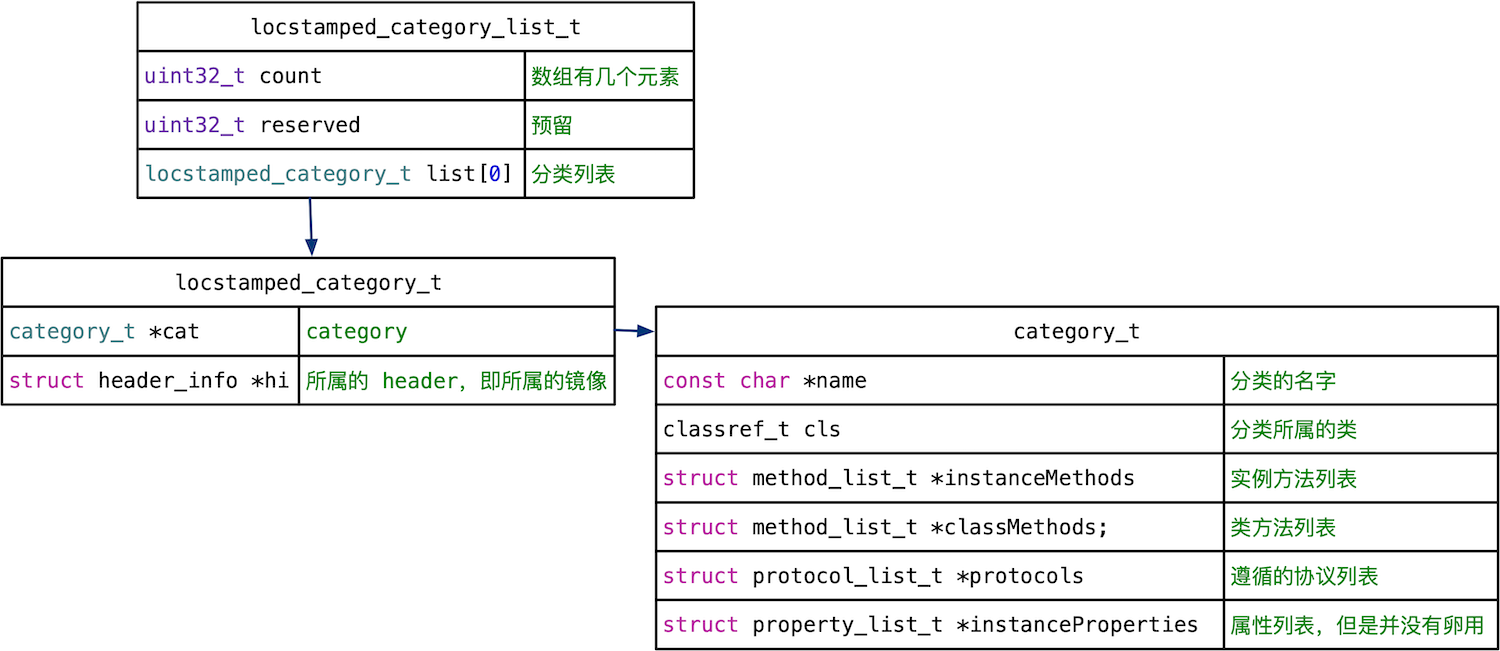 locstamped_category_list_t
uint32_t count 数组有几个元素
uint32_t reserved 预留
locstamped_category_t list[0] 分类列表
locstamped_category_t
category_t *cat category
struct header_info *hi 所属的 header，即所属的镜像
category_t
const char *name 分类的名字
classref_t cls 分类所属的类
struct method_list_t *instanceMethods 实例方法列表
struct method_list_t *classMethods; 类方法列表
struct protocol_list_t *protocols 遵循的协议列表
struct property_list_t *instanceProperties 属性列表，但是并没有卵用